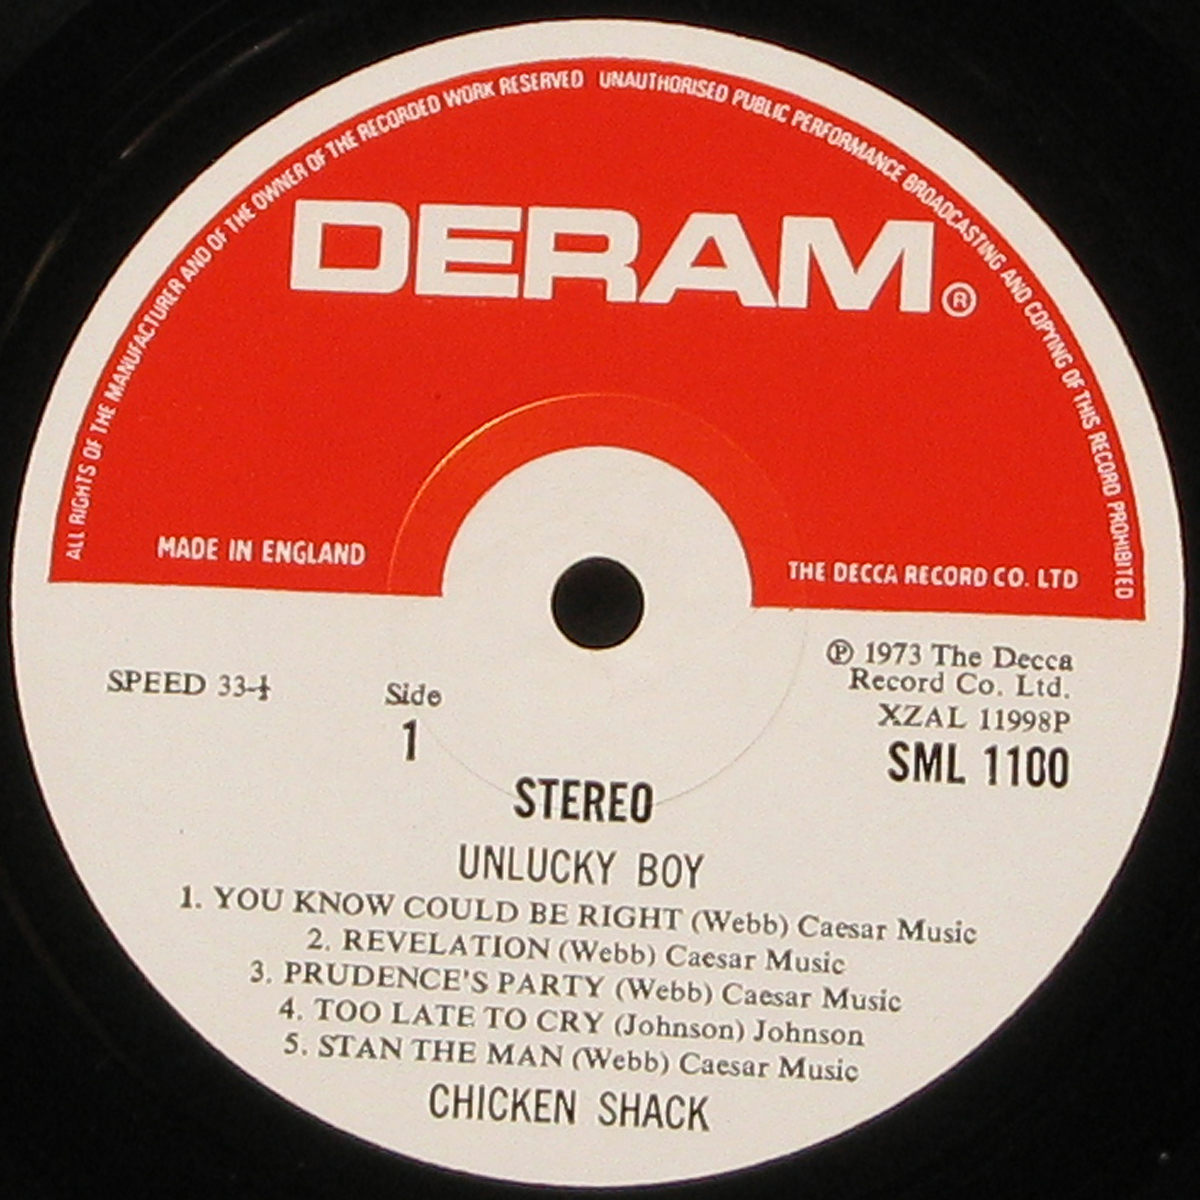 ALL RIGHTS OF THE MANUFACTURER AND OF THE OWNER OF THE RECORDED WORK RESERVED UNAUTHORISED PUBLIC PERFORMANCE BROADCASTING AND COPYING OF THIS RECORD PROHIBITED
DERAM®
MADE IN ENGLAND
THE DECCA RECORD CO. LTD
SPEED 33⅓
Side
1
℗ 1973 The Decca
Record Co. Ltd.
XZAL 11998P
SML 1100
STEREO
UNLUCKY BOY
1. YOU KNOW COULD BE RIGHT (Webb) Caesar Music
2. REVELATION (Webb) Caesar Music
3. PRUDENCE'S PARTY (Webb) Caesar Music
4. TOO LATE TO CRY (Johnson) Johnson
5. STAN THE MAN (Webb) Caesar Music
CHICKEN SHACK